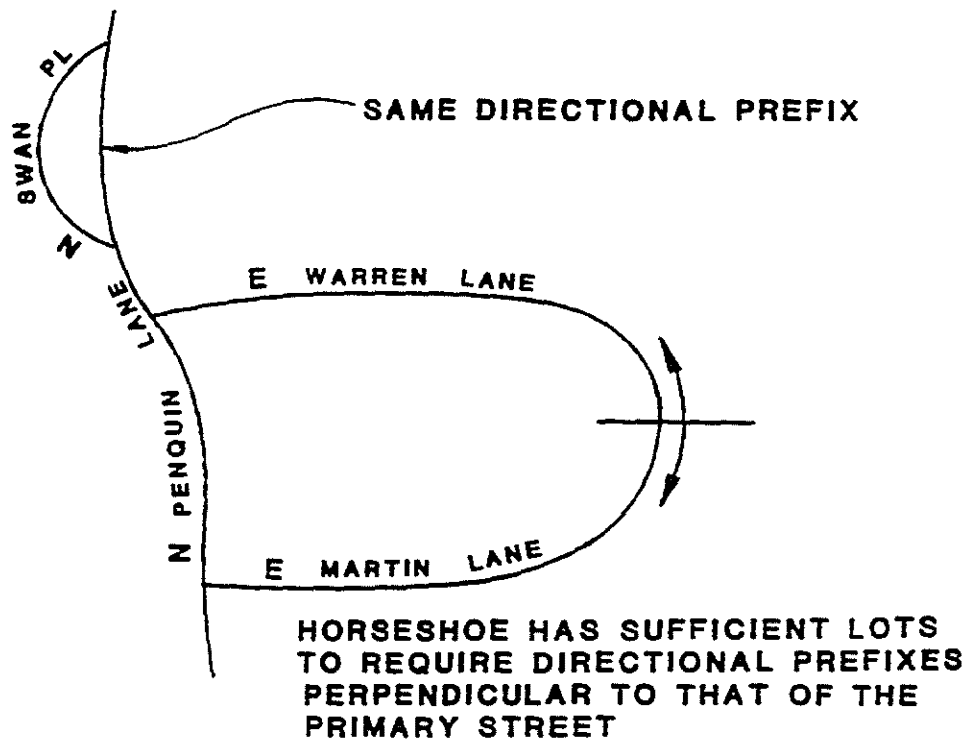 N SWAN PL
SAME DIRECTIONAL PREFIX
E WARREN LANE
N PENQUIN LANE
E MARTIN LANE
HORSESHOE HAS SUFFICIENT LOTS
TO REQUIRE DIRECTIONAL PREFIXES
PERPENDICULAR TO THAT OF THE
PRIMARY STREET